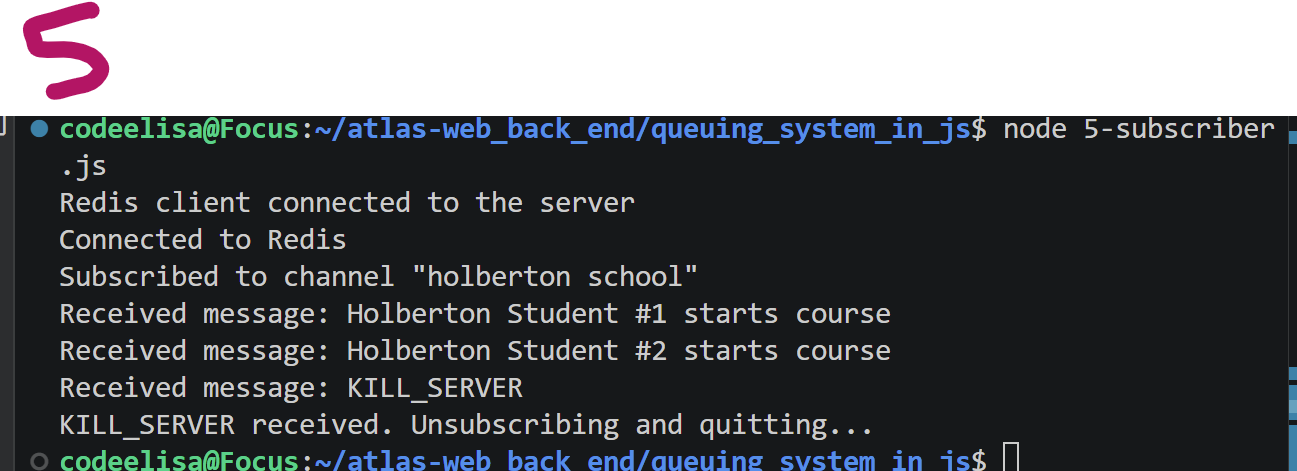 5
codeelisa@Focus:~/atlas-web_back_end/queuing_system_in_js$ node 5-subscriber
.js
Redis client connected to the server
Connected to Redis
Subscribed to channel "holberton school"
Received message: Holberton Student #1 starts course
Received message: Holberton Student #2 starts course
Received message: KILL_SERVER
KILL_SERVER received. Unsubscribing and quitting...
codeelisa@Focus:~/atlas-web_back_end/queuing_system_in_js$